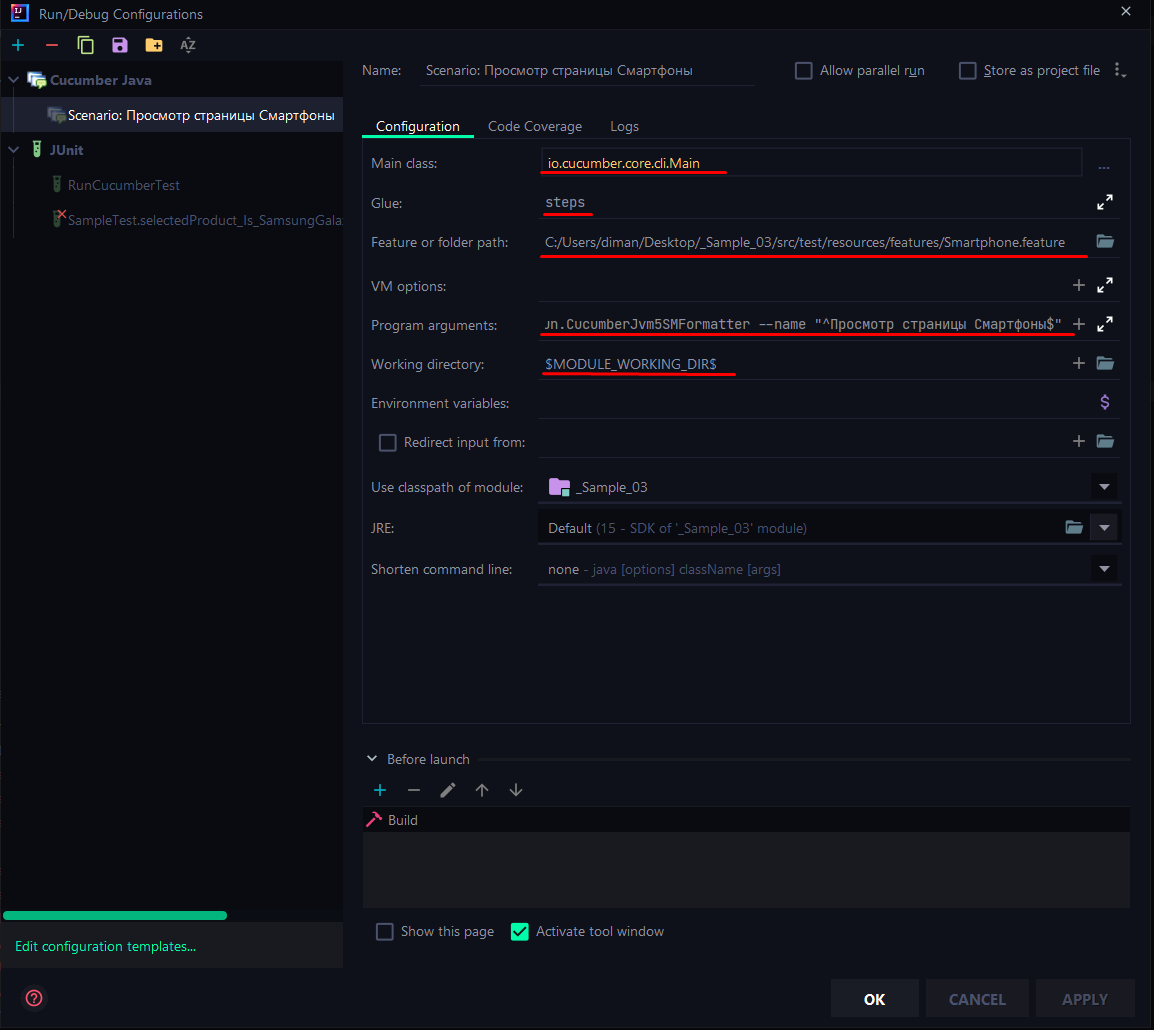 Run/Debug Configurations
Cucumber Java
Scenario: Просмотр страницы Смартфоны
JUnit
RunCucumberTest
SampleTest.selectedProduct_Is_SamsungGala
Edit configuration templates...
Name: Scenario: Просмотр страницы Смартфоны Allow parallel run Store as project file
Configuration Code Coverage Logs
Main class: io.cucumber.core.cli.Main ...
Glue: steps
Feature or folder path: C:/Users/diman/Desktop/_Sample_03/src/test/resources/features/Smartphone.feature
VM options:
Program arguments: un.CucumberJvm5SMFormatter --name "^Просмотр страницы Смартфоны$"
Working directory: $MODULE_WORKING_DIR$
Environment variables: $
Redirect input from:
Use classpath of module: _Sample_03
JRE: Default (15 - SDK of '_Sample_03' module)
Shorten command line: none - java [options] className [args]
Before launch
Build
Show this page Activate tool window
OK CANCEL APPLY